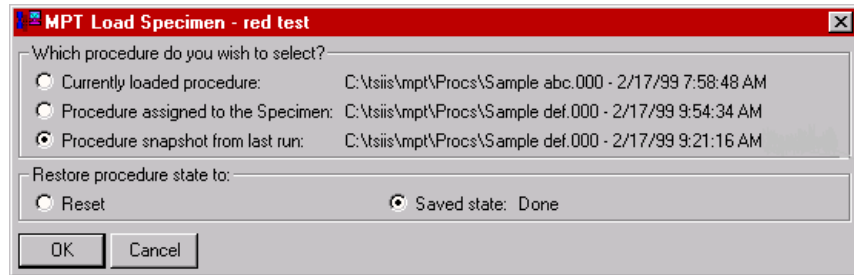 MPT Load Specimen - red test
Which procedure do you wish to select?
Currently loaded procedure: C:\tsiis\mpt\Procs\Sample abc.000 - 2/17/99 7:58:48 AM
Procedure assigned to the Specimen: C:\tsiis\mpt\Procs\Sample def.000 - 2/17/99 9:54:34 AM
Procedure snapshot from last run: C:\tsiis\mpt\Procs\Sample def.000 - 2/17/99 9:21:16 AM
Restore procedure state to:
Reset Saved state: Done
OK Cancel